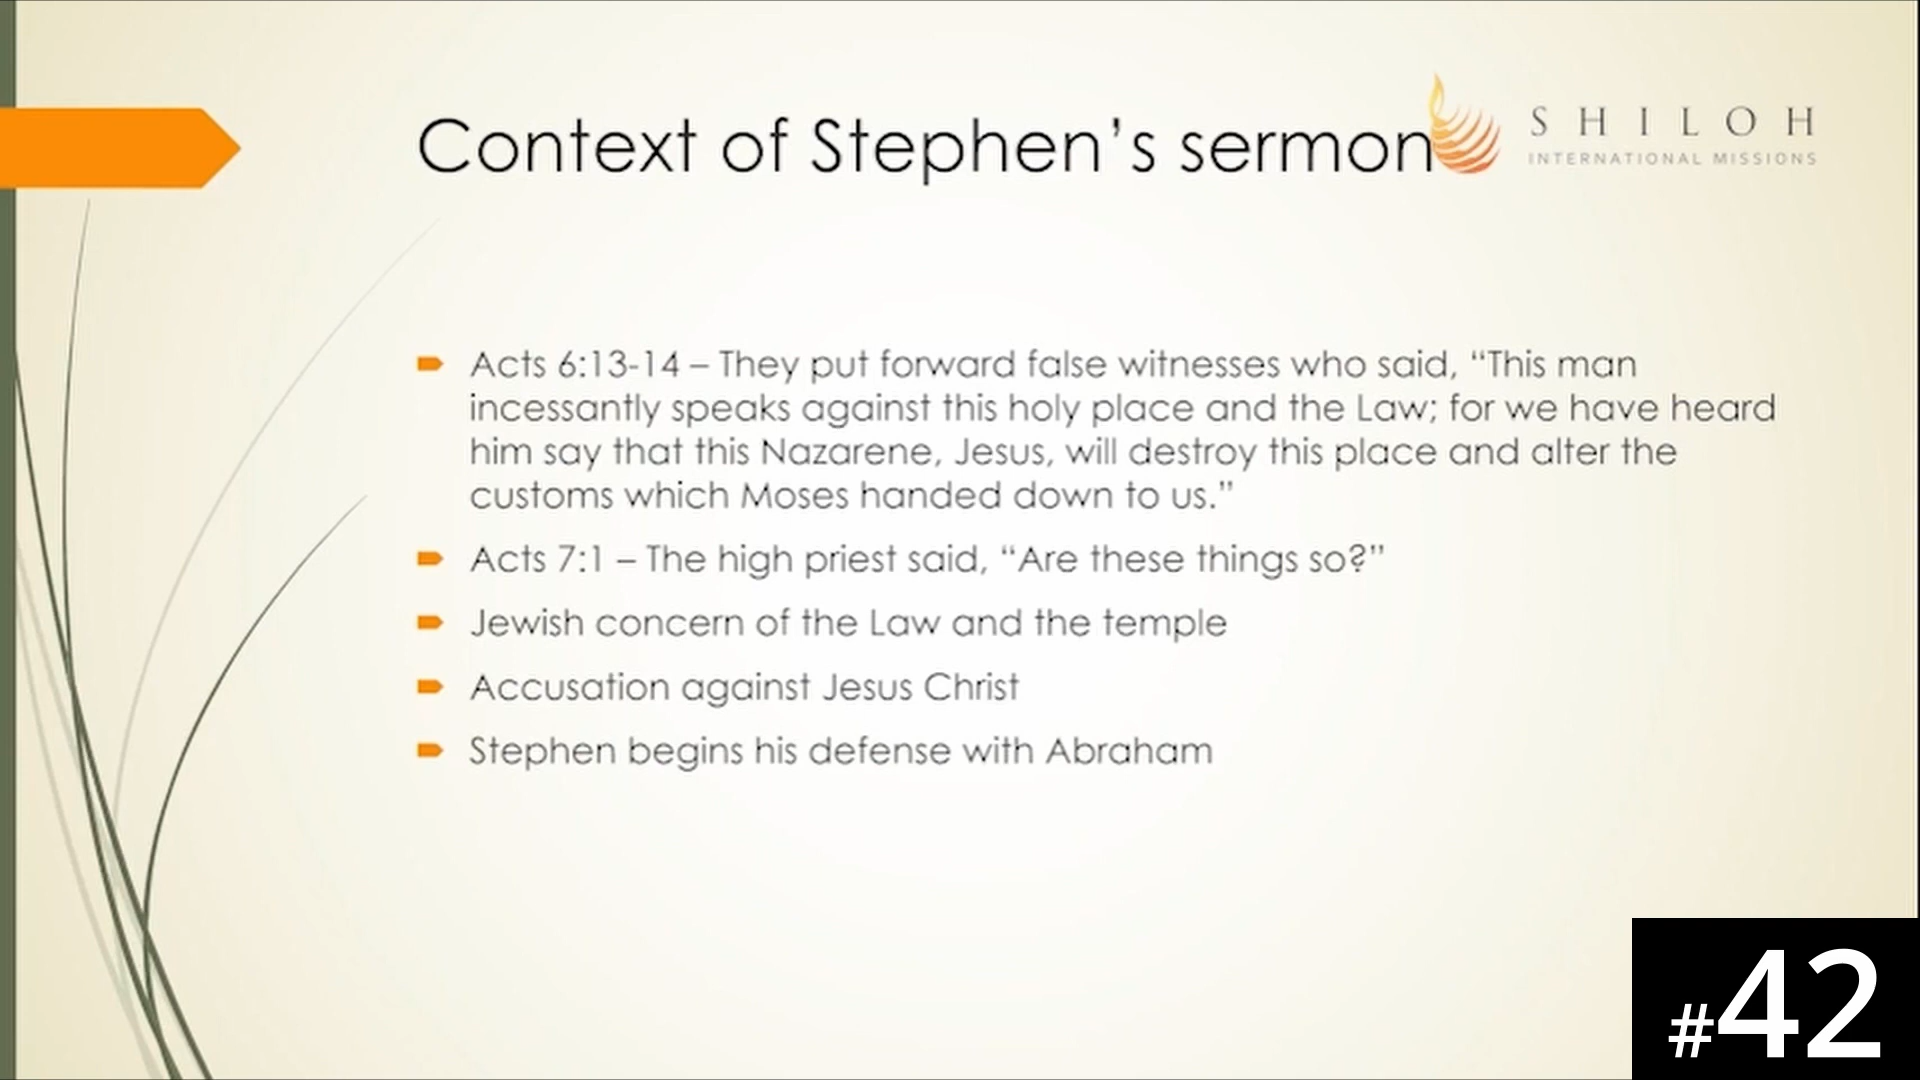 Context of Stephen’s sermon
SHILOH
INTERNATIONAL MISSIONS
Acts 6:13-14 – They put forward false witnesses who said, “This man
incessantly speaks against this holy place and the Law; for we have heard
him say that this Nazarene, Jesus, will destroy this place and alter the
customs which Moses handed down to us.”
Acts 7:1 – The high priest said, “Are these things so?”
Jewish concern of the Law and the temple
Accusation against Jesus Christ
Stephen begins his defense with Abraham
#42